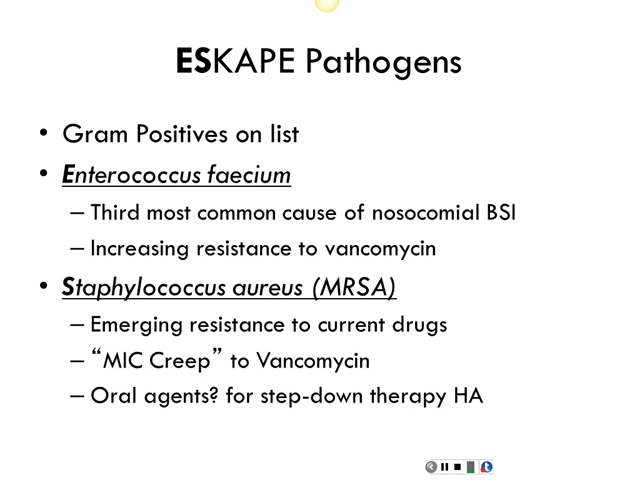 ESKAPE Pathogens
• Gram Positives on list
• Enterococcus faecium
– Third most common cause of nosocomial BSI
– Increasing resistance to vancomycin
• Staphylococcus aureus (MRSA)
– Emerging resistance to current drugs
– “MIC Creep” to Vancomycin
– Oral agents? for step-down therapy HA